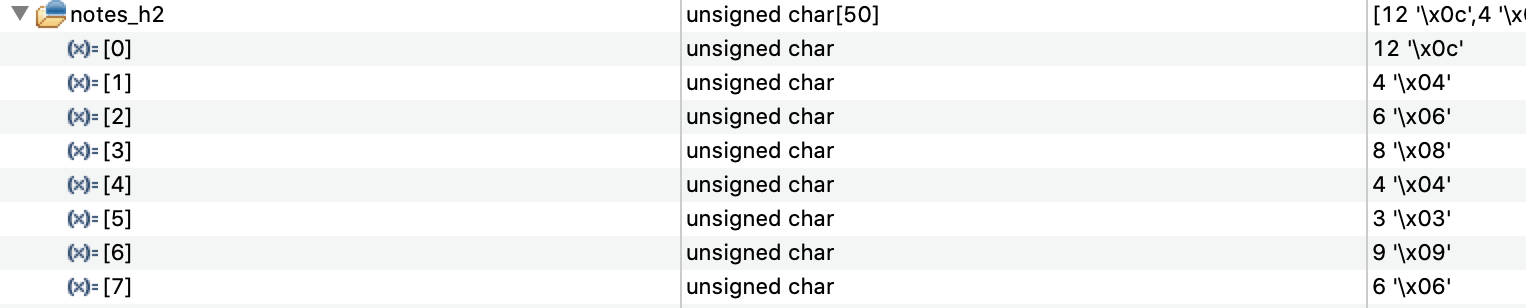 notes_h2 unsigned char[50] [12 '\x0c',4 '\x0
(x)= [0] unsigned char 12 '\x0c'
(x)= [1] unsigned char 4 '\x04'
(x)= [2] unsigned char 6 '\x06'
(x)= [3] unsigned char 8 '\x08'
(x)= [4] unsigned char 4 '\x04'
(x)= [5] unsigned char 3 '\x03'
(x)= [6] unsigned char 9 '\x09'
(x)= [7] unsigned char 6 '\x06'